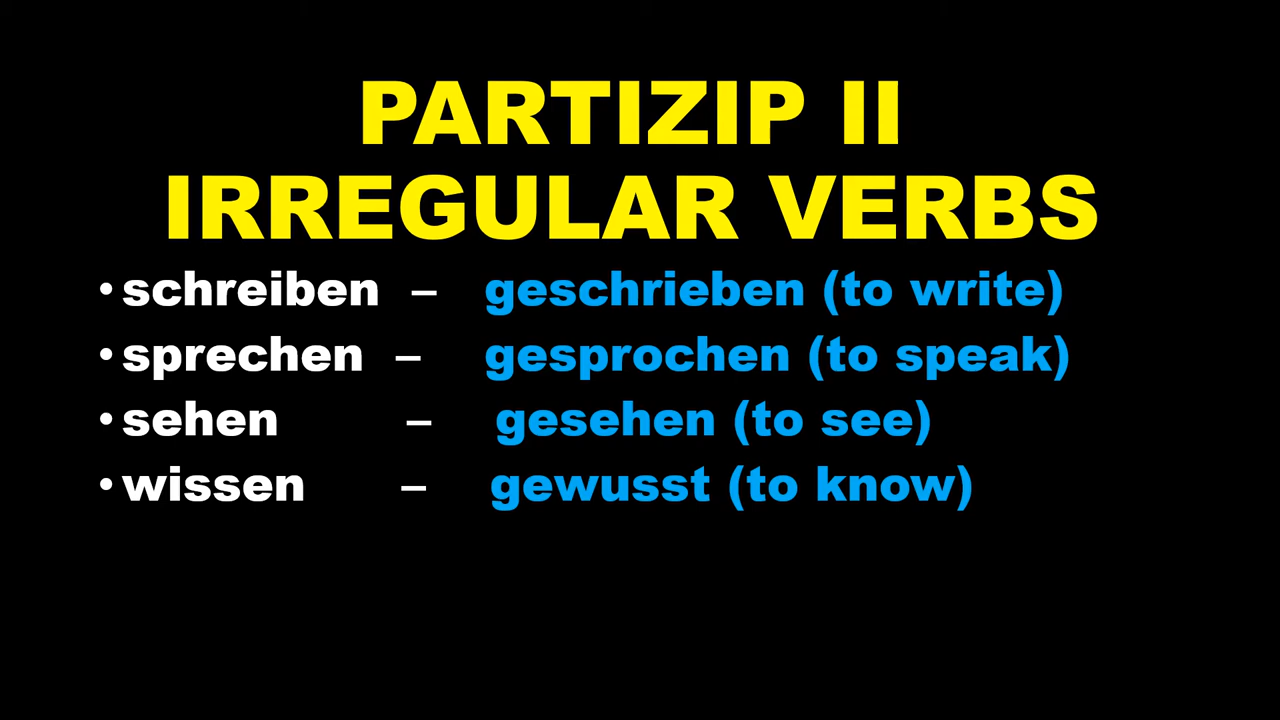 PARTIZIP II
IRREGULAR VERBS
• schreiben – geschrieben (to write)
• sprechen – gesprochen (to speak)
• sehen – gesehen (to see)
• wissen – gewusst (to know)